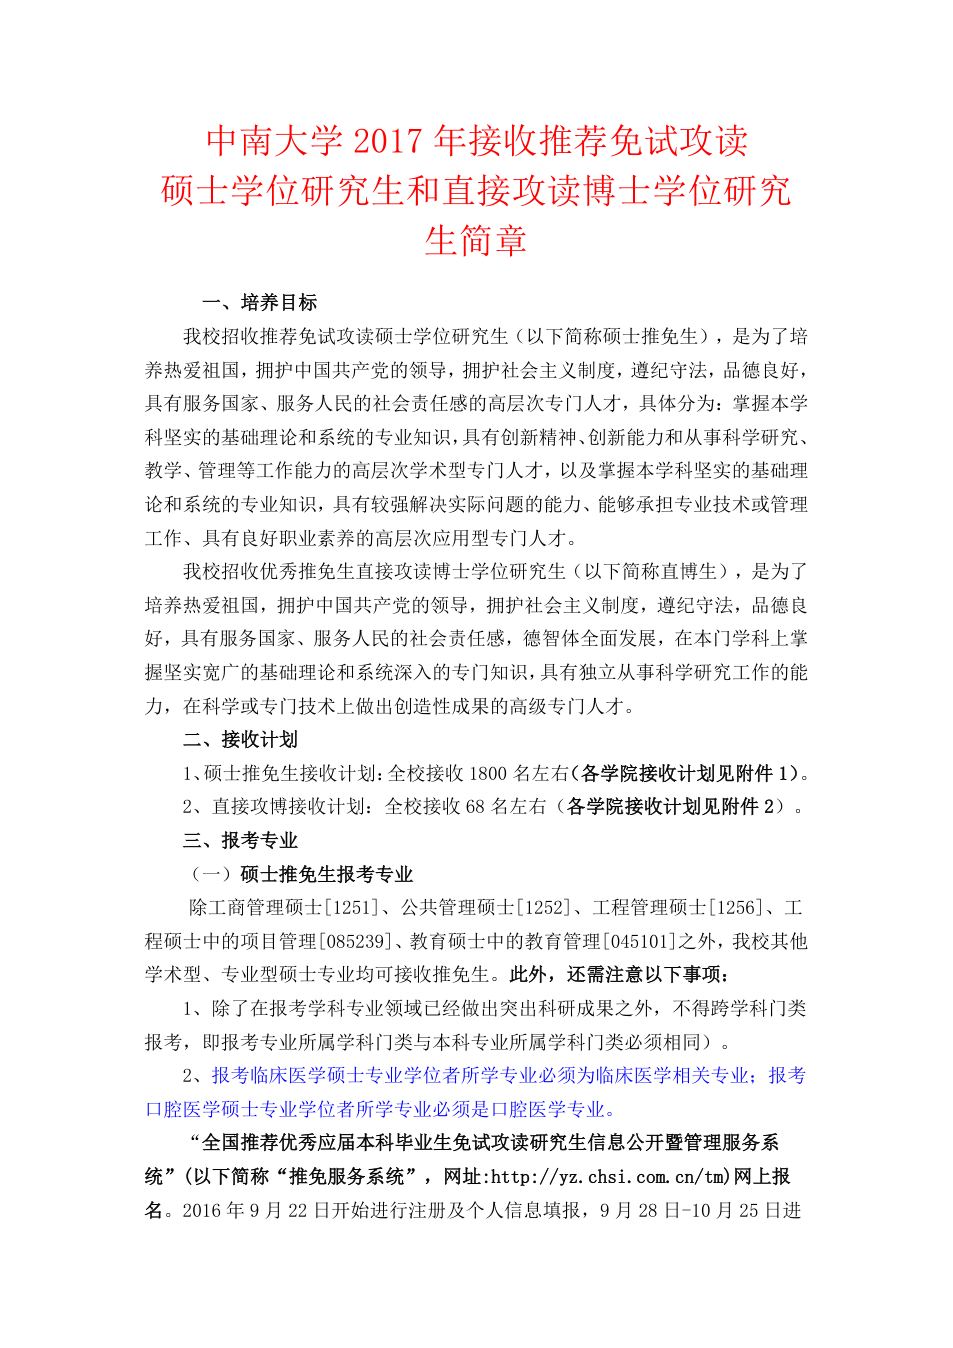 中南大学 2017 年接收推荐免试攻读
硕士学位研究生和直接攻读博士学位研究
生简章
一、培养目标
我校招收推荐免试攻读硕士学位研究生（以下简称硕士推免生），是为了培
养热爱祖国，拥护中国共产党的领导，拥护社会主义制度，遵纪守法，品德良好，
具有服务国家、服务人民的社会责任感的高层次专门人才，具体分为：掌握本学
科坚实的基础理论和系统的专业知识，具有创新精神、创新能力和从事科学研究、
教学、管理等工作能力的高层次学术型专门人才，以及掌握本学科坚实的基础理
论和系统的专业知识，具有较强解决实际问题的能力、能够承担专业技术或管理
工作、具有良好职业素养的高层次应用型专门人才。
我校招收优秀推免生直接攻读博士学位研究生（以下简称直博生），是为了
培养热爱祖国，拥护中国共产党的领导，拥护社会主义制度，遵纪守法，品德良
好，具有服务国家、服务人民的社会责任感，德智体全面发展，在本门学科上掌
握坚实宽广的基础理论和系统深入的专门知识，具有独立从事科学研究工作的能
力，在科学或专门技术上做出创造性成果的高级专门人才。
二、接收计划
1、硕士推免生接收计划：全校接收 1800 名左右（各学院接收计划见附件 1）。
2、直接攻博接收计划：全校接收 68 名左右（各学院接收计划见附件 2）。
三、报考专业
（一）硕士推免生报考专业
除工商管理硕士[1251]、公共管理硕士[1252]、工程管理硕士[1256]、工
程硕士中的项目管理[085239]、教育硕士中的教育管理[045101]之外，我校其他
学术型、专业型硕士专业均可接收推免生。此外，还需注意以下事项：
1、除了在报考学科专业领域已经做出突出科研成果之外，不得跨学科门类
报考，即报考专业所属学科门类与本科专业所属学科门类必须相同）。
2、报考临床医学硕士专业学位者所学专业必须为临床医学相关专业；报考
口腔医学硕士专业学位者所学专业必须是口腔医学专业。
“全国推荐优秀应届本科毕业生免试攻读研究生信息公开暨管理服务系
统”(以下简称“推免服务系统”，网址:http://yz.chsi.com.cn/tm)网上报
名。2016 年 9 月 22 日开始进行注册及个人信息填报，9 月 28 日-10 月 25 日进